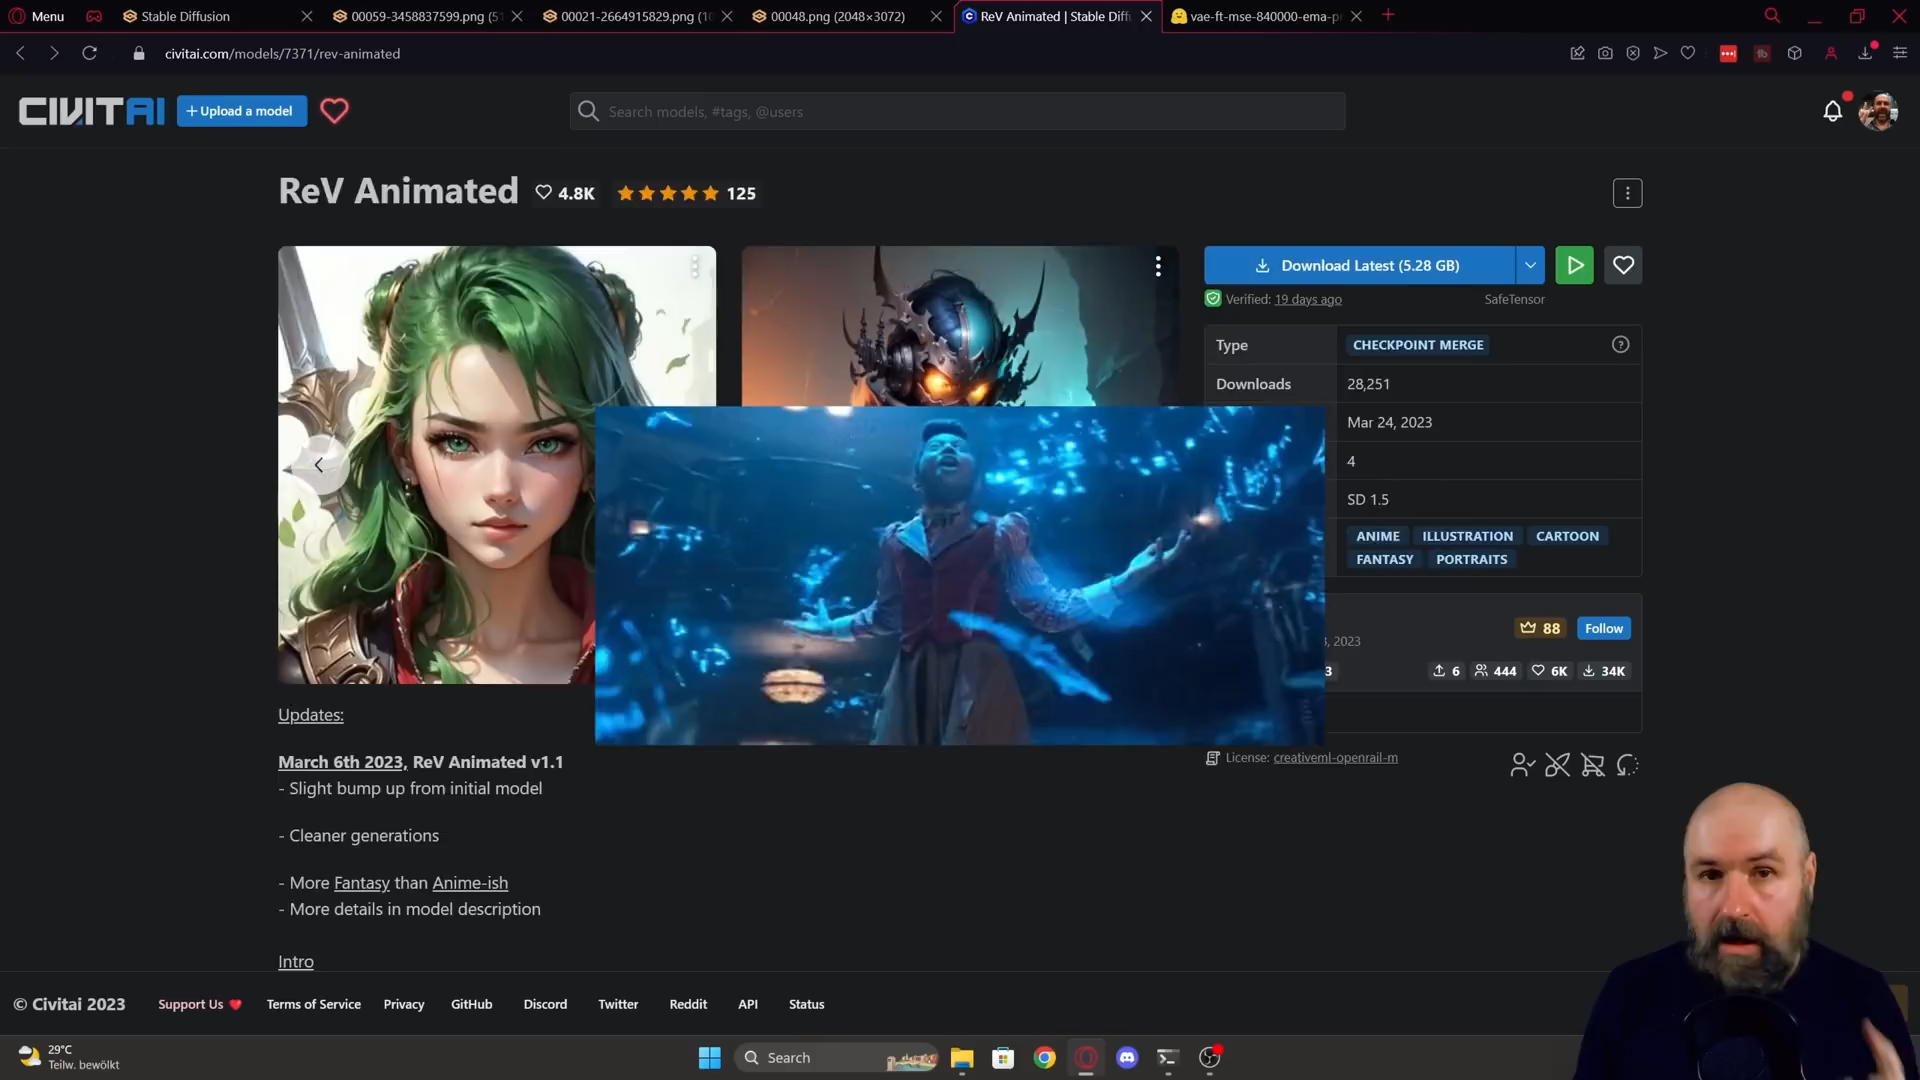 Menu
Stable Diffusion
00059-3458837599.png (51
00021-2664915829.png (10
00048.png (2048×3072)
ReV Animated | Stable Diffu
vae-ft-mse-840000-ema-pr
civitai.com/models/7371/rev-animated
CIVITAI
+ Upload a model
Search models, #tags, @users
ReV Animated
4.8K
125
Download Latest (5.28 GB)
Verified: 19 days ago
SafeTensor
Type
CHECKPOINT MERGE
Downloads
28,251
Mar 24, 2023
4
SD 1.5
ANIME ILLUSTRATION CARTOON
FANTASY PORTRAITS
88
Follow
, 2023
3
6
444
6K
34K
License: creativeml-openrail-m
Updates:
March 6th 2023, ReV Animated v1.1
- Slight bump up from initial model
- Cleaner generations
- More Fantasy than Anime-ish
- More details in model description
Intro
© Civitai 2023
Support Us
Terms of Service
Privacy
GitHub
Discord
Twitter
Reddit
API
Status
29°C
Teilw. bewölkt
Search